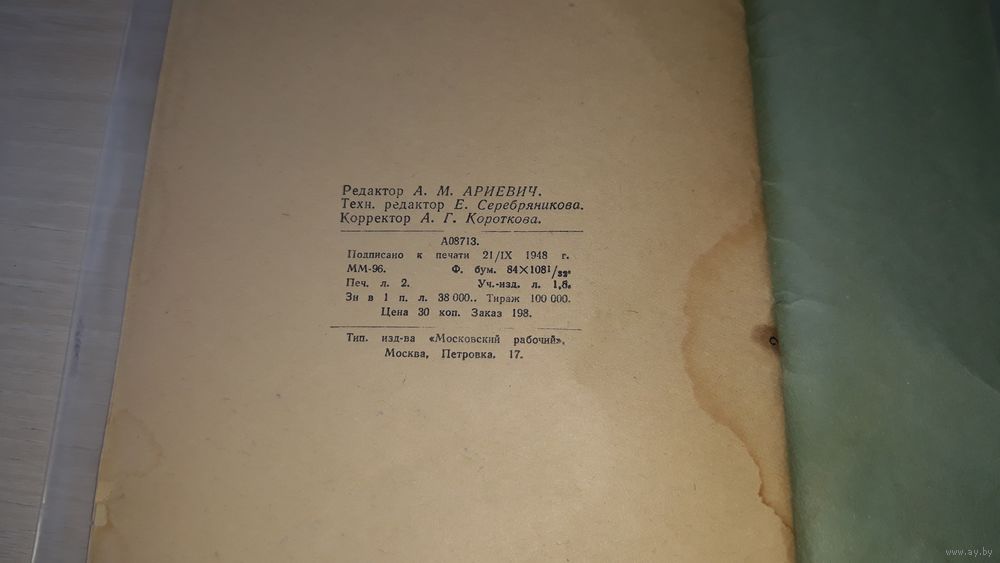 Редактор А. М. АРИЕВИЧ.
Техн. редактор Е. Серебряникова.
Корректор А. Г. Короткова.
А08713.
Подписано к печати 21/IX 1948 г.
ММ-96. Ф. бум. 84×108¹/₃₂.
Печ. л. 2. Уч.-изд. л. 1,8.
Зн в 1 п. л. 38 000.. Тираж 100 000.
Цена 30 коп. Заказ 198.
Тип. изд-ва «Московский рабочий»,
Москва, Петровка, 17.
www.ay.by